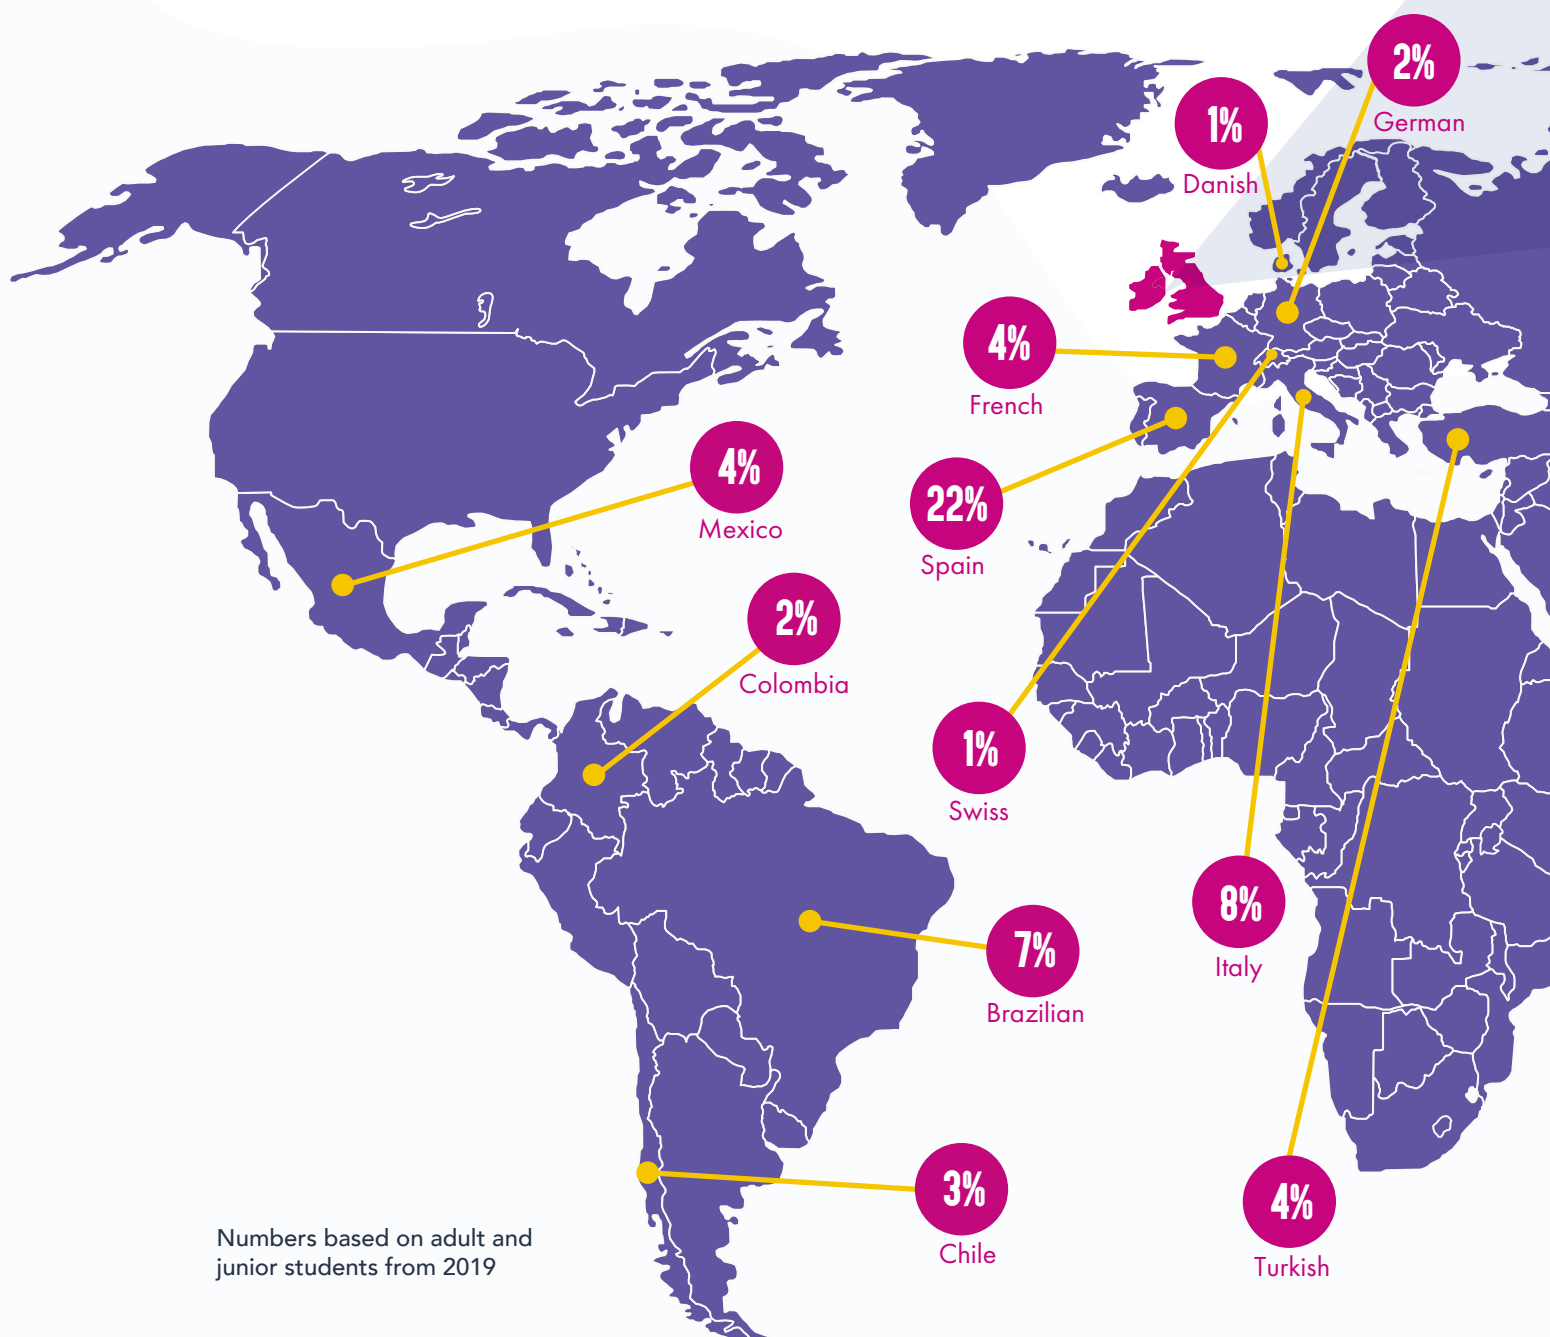 2%
German
1%
Danish
4%
French
4%
Mexico
22%
Spain
2%
Colombia
1%
Swiss
8%
Italy
7%
Brazilian
3%
Chile
4%
Turkish
Numbers based on adult and
junior students from 2019